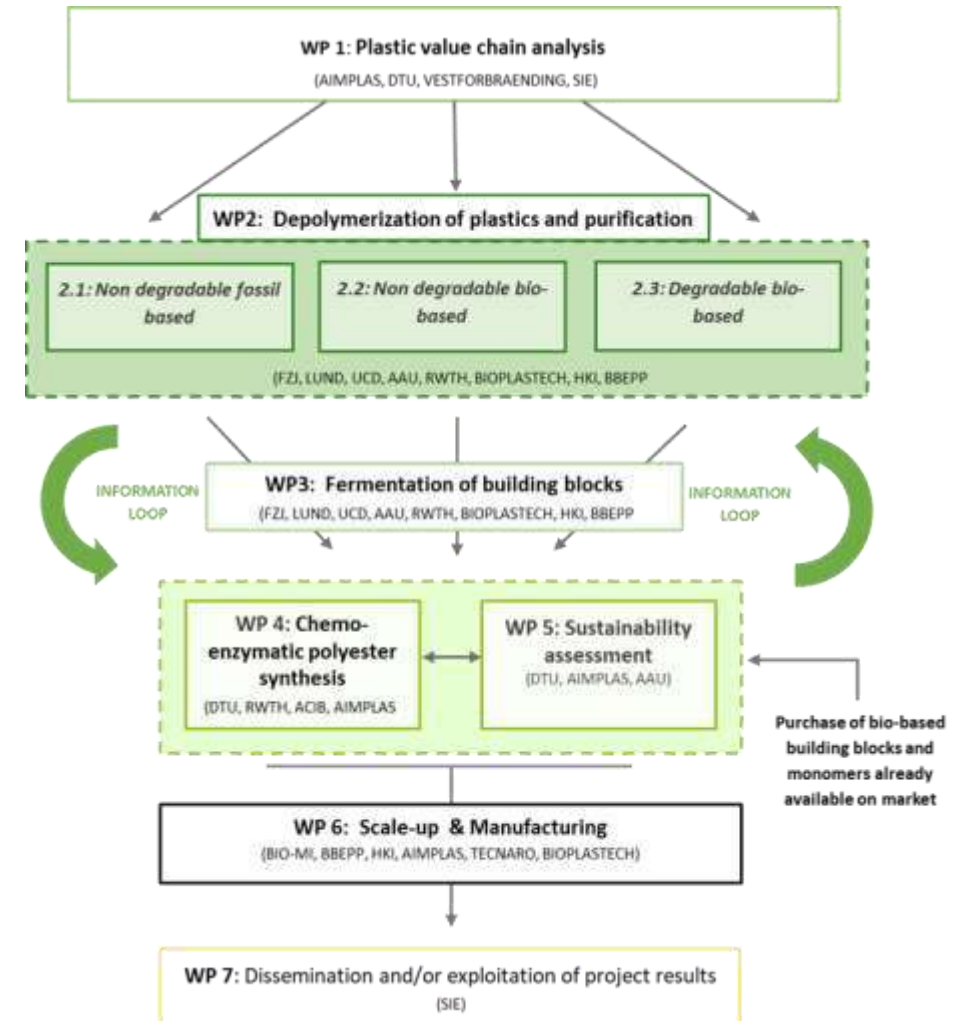 WP 1: Plastic value chain analysis
(AIMPLAS, DTU, VESTFORBRAENDING, SIE)
WP2: Depolymerization of plastics and purification
2.1: Non degradable fossil
based
2.2: Non degradable bio-
based
2.3: Degradable bio-
based
(FZJ, LUND, UCD, AAU, RWTH, BIOPLASTECH, HKI, BBEPP
INFORMATION
LOOP
WP3: Fermentation of building blocks
(FZJ, LUND, UCD, AAU, RWTH, BIOPLASTECH, HKI, BBEPP
INFORMATION
LOOP
WP 4: Chemo-
enzymatic polyester
synthesis
(DTU, RWTH, ACIB, AIMPLAS
WP 5: Sustainability
assessment
(DTU, AIMPLAS, AAU)
Purchase of bio-based
building blocks and
monomers already
available on market
WP 6: Scale-up & Manufacturing
(BIO-MI, BBEPP, HKI, AIMPLAS, TECNARO, BIOPLASTECH)
WP 7: Dissemination and/or exploitation of project results
(SIE)